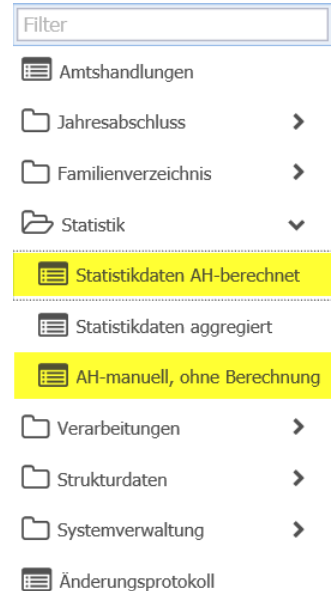 Filter
Amtshandlungen
Jahresabschluss
Familienverzeichnis
Statistik
Statistikdaten AH-berechnet
Statistikdaten aggregiert
AH-manuell, ohne Berechnung
Verarbeitungen
Strukturdaten
Systemverwaltung
Änderungsprotokoll